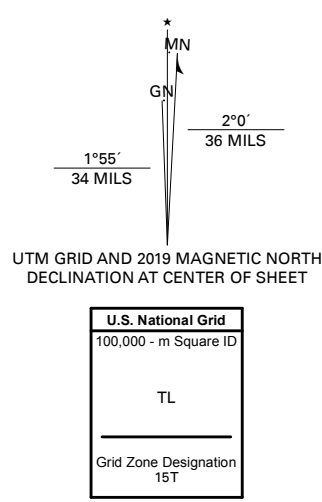 ★
MN
GN
2°0´
36 MILS
1°55´
34 MILS
UTM GRID AND 2019 MAGNETIC NORTH
DECLINATION AT CENTER OF SHEET
U.S. National Grid
100,000 - m Square ID
TL
Grid Zone Designation
15T